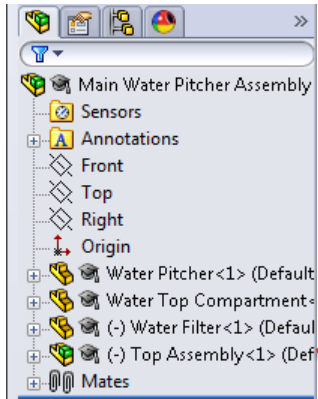 »
Main Water Pitcher Assembly
Sensors
A Annotations
Front
Top
Right
Origin
Water Pitcher<1> (Default
Water Top Compartment<
(-) Water Filter<1> (Defaul
(-) Top Assembly<1> (Def
Mates